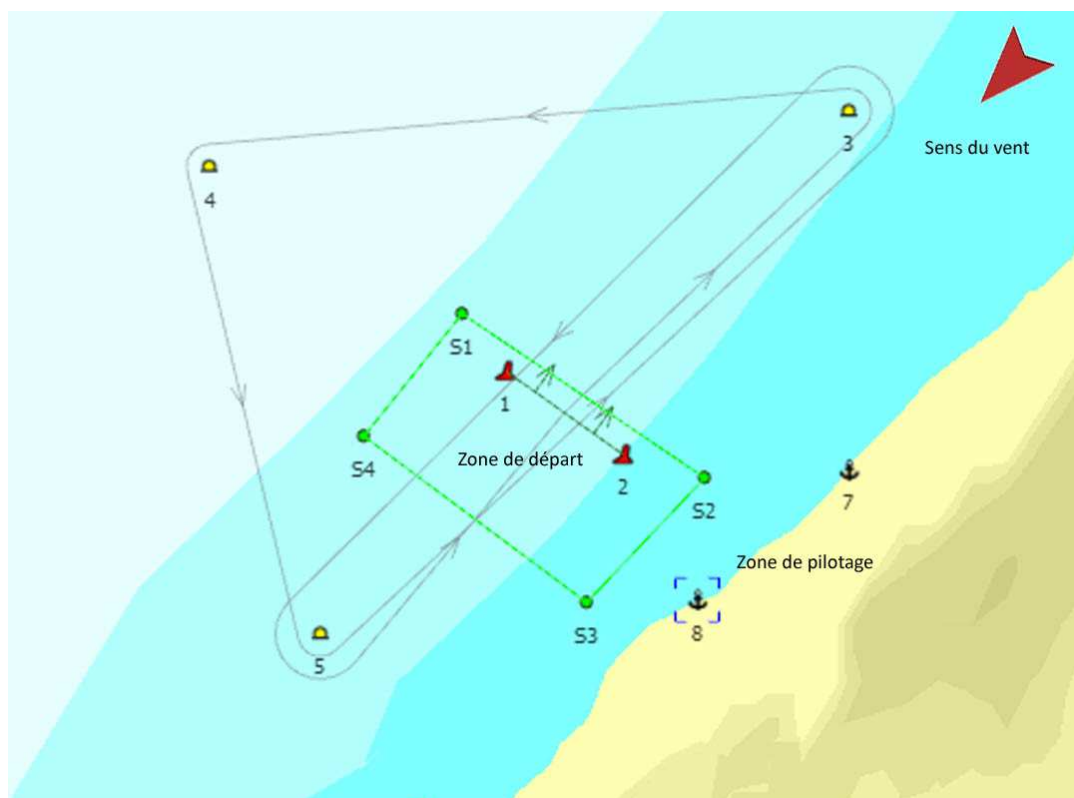 3
Sens du vent
4
S1
1
Zone de départ
S4
2
7
S2
Zone de pilotage
S3
8
5